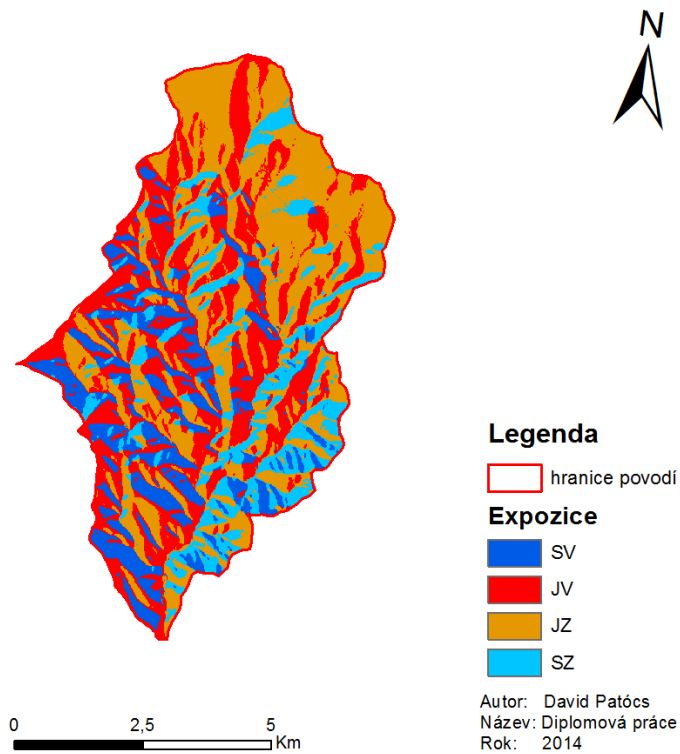 N
Legenda
hranice povodí
Expozice
SV
JV
JZ
SZ
Autor: David Patócs
Název: Diplomová práce
Rok: 2014
0 2,5 5
Km